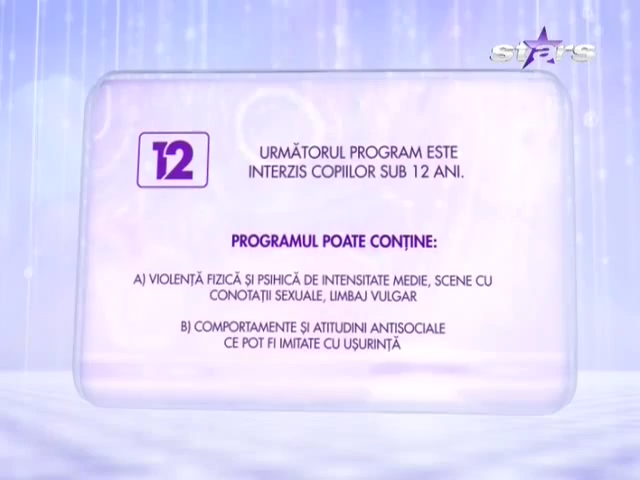 stars
12
URMĂTORUL PROGRAM ESTE
INTERZIS COPIILOR SUB 12 ANI.
PROGRAMUL POATE CONȚINE:
A) VIOLENȚĂ FIZICĂ ȘI PSIHICĂ DE INTENSITATE MEDIE, SCENE CU
CONOTAȚII SEXUALE, LIMBAJ VULGAR
B) COMPORTAMENTE ȘI ATITUDINI ANTISOCIALE
CE POT FI IMITATE CU UȘURINȚĂ